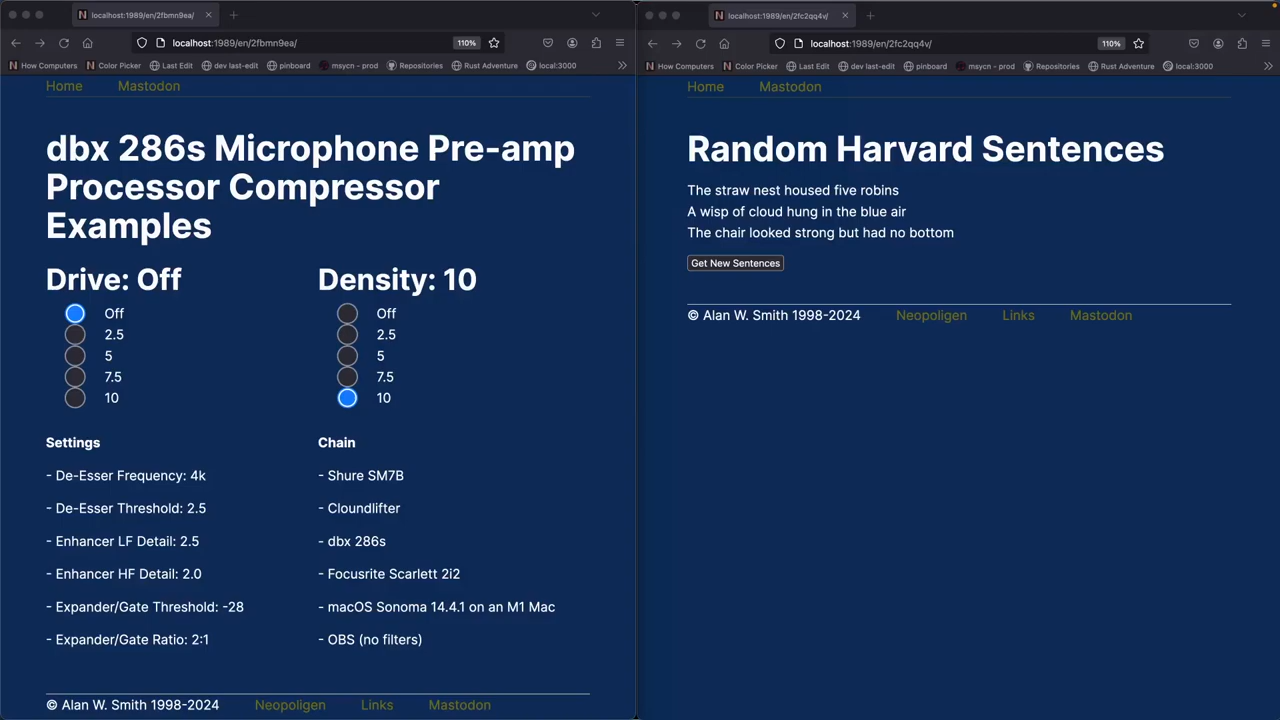 localhost:1989/en/2fbmn9ea/
localhost:1989/en/2fbmn9ea/
110%
How Computers
Color Picker
Last Edit
dev last-edit
pinboard
msycn - prod
Repositories
Rust Adventure
local:3000
Home
Mastodon
dbx 286s Microphone Pre-amp
Processor Compressor
Examples
Drive: Off
Off
2.5
5
7.5
10
Density: 10
Off
2.5
5
7.5
10
Settings
- De-Esser Frequency: 4k
- De-Esser Threshold: 2.5
- Enhancer LF Detail: 2.5
- Enhancer HF Detail: 2.0
- Expander/Gate Threshold: -28
- Expander/Gate Ratio: 2:1
Chain
- Shure SM7B
- Cloundlifter
- dbx 286s
- Focusrite Scarlett 2i2
- macOS Sonoma 14.4.1 on an M1 Mac
- OBS (no filters)
© Alan W. Smith 1998-2024
Neopoligen
Links
Mastodon
localhost:1989/en/2fc2qq4v/
localhost:1989/en/2fc2qq4v/
110%
How Computers
Color Picker
Last Edit
dev last-edit
pinboard
msycn - prod
Repositories
Rust Adventure
local:3000
Home
Mastodon
Random Harvard Sentences
The straw nest housed five robins
A wisp of cloud hung in the blue air
The chair looked strong but had no bottom
Get New Sentences
© Alan W. Smith 1998-2024
Neopoligen
Links
Mastodon